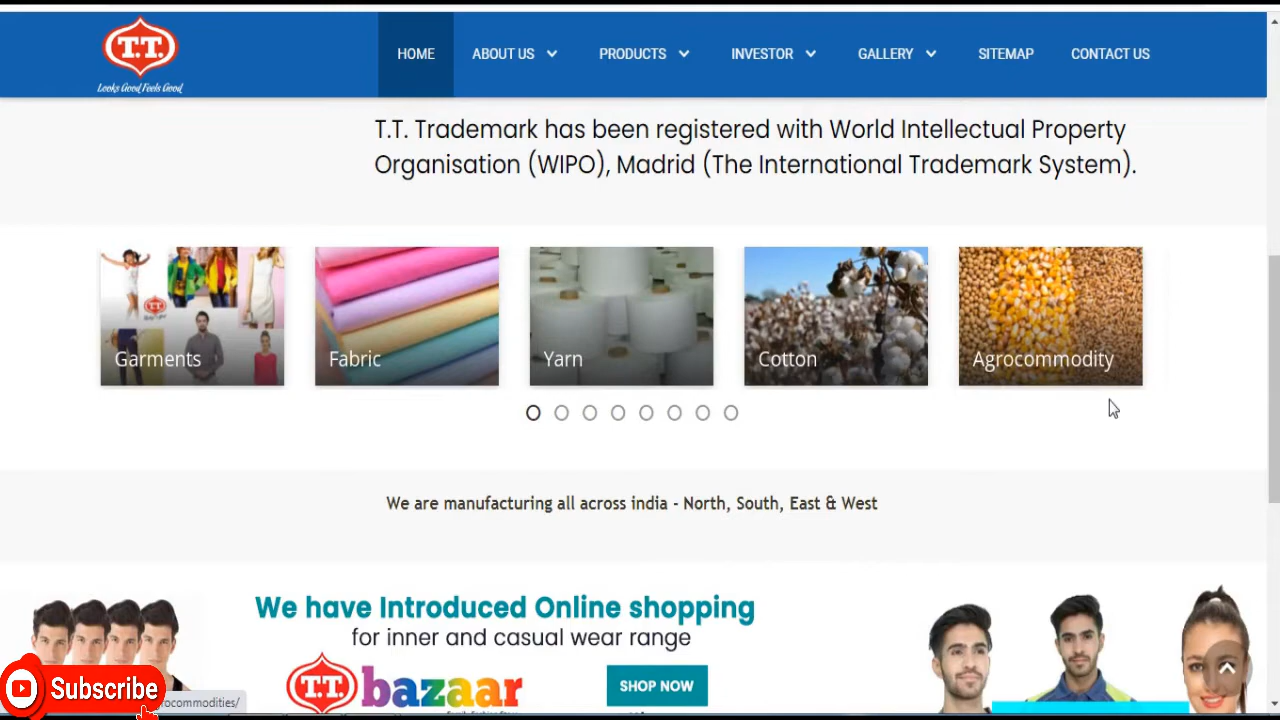 T.T.
Looks Good Feels Good
HOME ABOUT US PRODUCTS INVESTOR GALLERY SITEMAP CONTACT US
T.T. Trademark has been registered with World Intellectual Property
Organisation (WIPO), Madrid (The International Trademark System).
Garments Fabric Yarn Cotton Agrocommodity
We are manufacturing all across india - North, South, East & West
We have Introduced Online shopping
for inner and casual wear range
T.T. bazaar SHOP NOW
Subscribe
rocommodities/